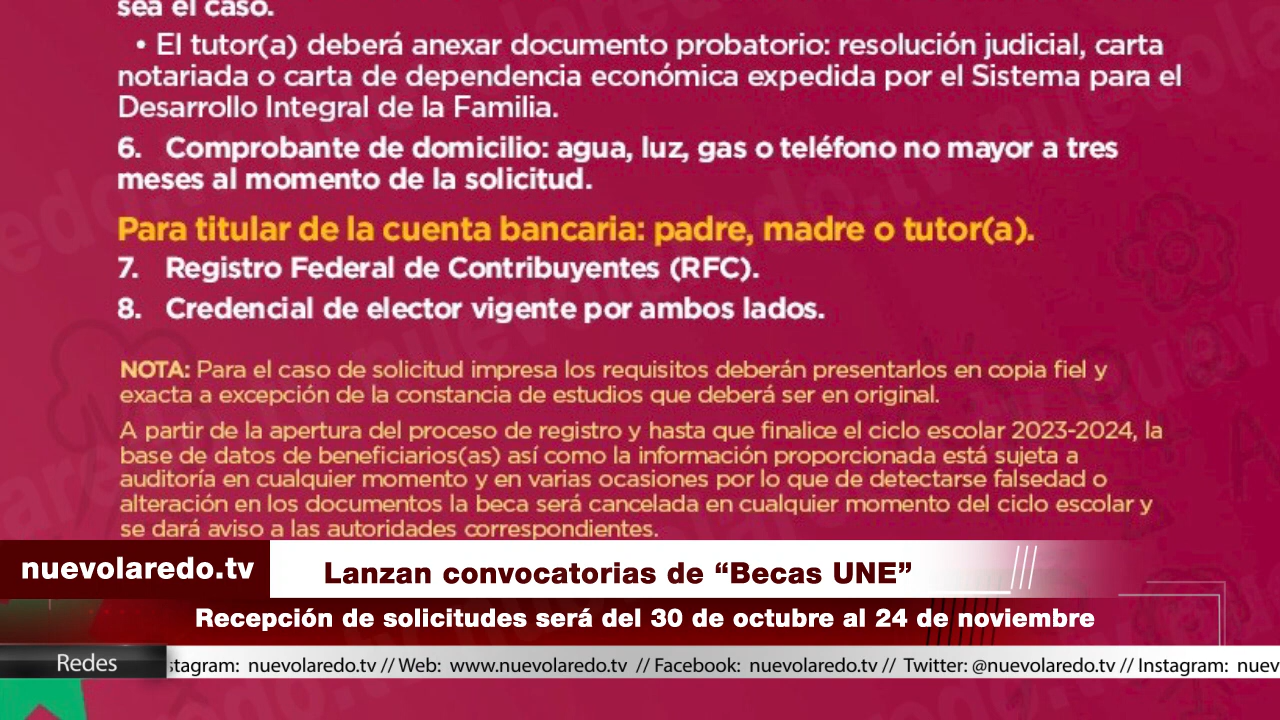 sea el caso.
• El tutor(a) deberá anexar documento probatorio: resolución judicial, carta
notariada o carta de dependencia económica expedida por el Sistema para el
Desarrollo Integral de la Familia.
6. Comprobante de domicilio: agua, luz, gas o teléfono no mayor a tres
meses al momento de la solicitud.
Para titular de la cuenta bancaria: padre, madre o tutor(a).
7. Registro Federal de Contribuyentes (RFC).
8. Credencial de elector vigente por ambos lados.
NOTA: Para el caso de solicitud impresa los requisitos deberán presentarlos en copia fiel y
exacta a excepción de la constancia de estudios que deberá ser en original.
A partir de la apertura del proceso de registro y hasta que finalice el ciclo escolar 2023-2024, la
base de datos de beneficiarios(as) así como la información proporcionada está sujeta a
auditoría en cualquier momento y en varias ocasiones por lo que de detectarse falsedad o
alteración en los documentos la beca será cancelada en cualquier momento del ciclo escolar y
se dará aviso a las autoridades correspondientes.
nuevolaredo.tv
Lanzan convocatorias de “Becas UNE”
Recepción de solicitudes será del 30 de octubre al 24 de noviembre
Redes
stagram: nuevolaredo.tv // Web: www.nuevolaredo.tv // Facebook: nuevolaredo.tv // Twitter: @nuevolaredo.tv // Instagram: nuev